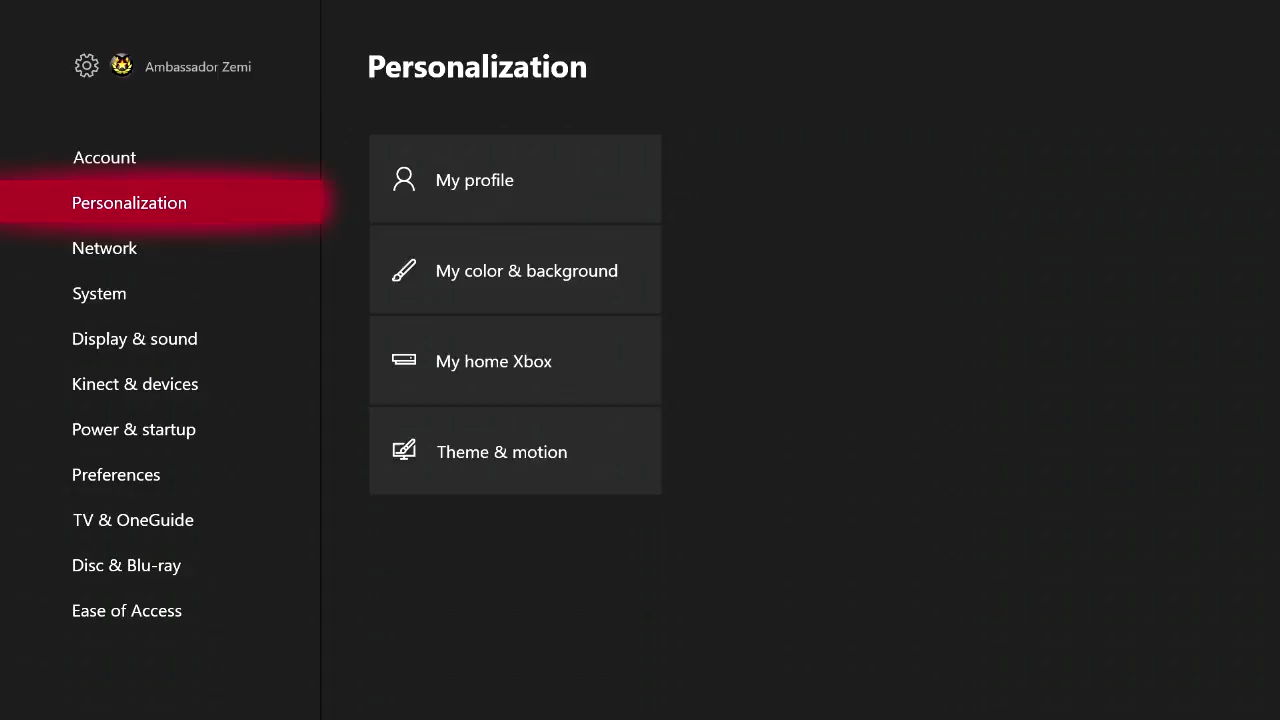 Ambassador Zemi
Account
Personalization
Network
System
Display & sound
Kinect & devices
Power & startup
Preferences
TV & OneGuide
Disc & Blu-ray
Ease of Access
Personalization
My profile
My color & background
My home Xbox
Theme & motion